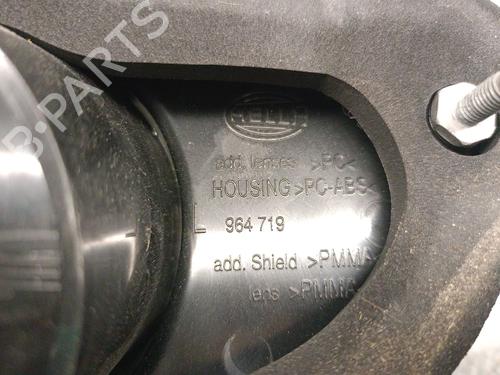 B-PARTS
HELLA
add. lenses >PC<
HOUSING >PC-ABS<
L 964 719
add. Shield >PMMA
lens >PMMA